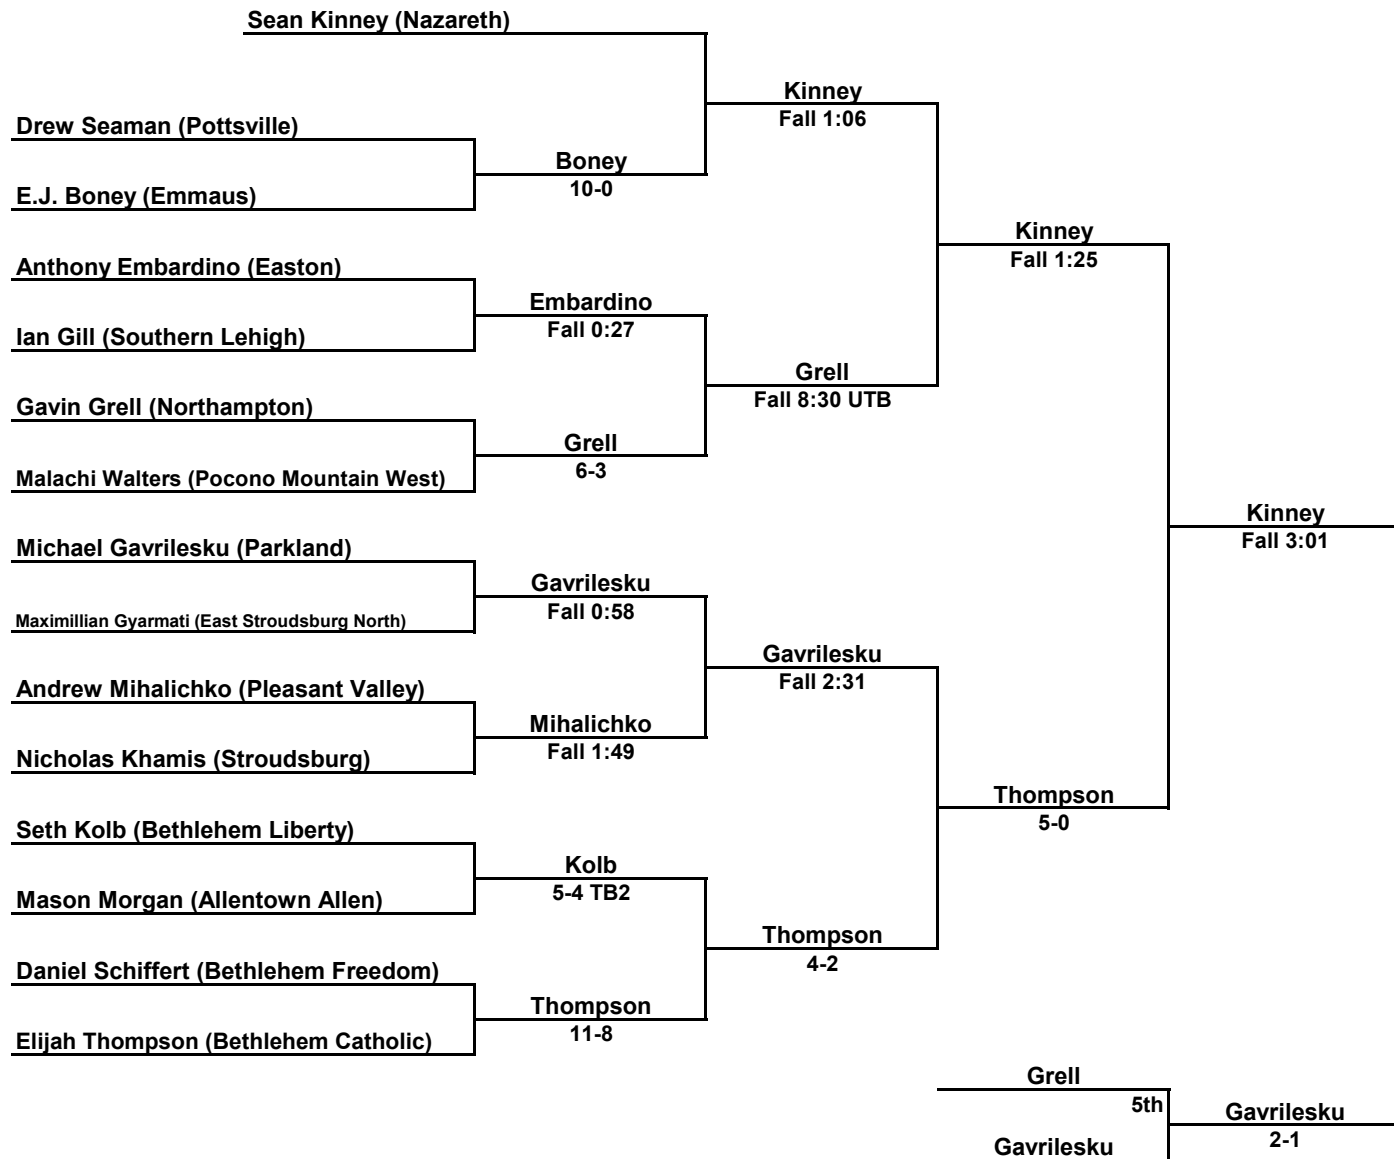 Sean Kinney (Nazareth)
Kinney
Fall 1:06
Drew Seaman (Pottsville)
Boney
10-0
E.J. Boney (Emmaus)
Kinney
Fall 1:25
Anthony Embardino (Easton)
Embardino
Fall 0:27
Ian Gill (Southern Lehigh)
Grell
Fall 8:30 UTB
Gavin Grell (Northampton)
Grell
6-3
Malachi Walters (Pocono Mountain West)
Kinney
Fall 3:01
Michael Gavrilesku (Parkland)
Gavrilesku
Fall 0:58
Maximillian Gyarmati (East Stroudsburg North)
Gavrilesku
Fall 2:31
Andrew Mihalichko (Pleasant Valley)
Mihalichko
Fall 1:49
Nicholas Khamis (Stroudsburg)
Thompson
5-0
Seth Kolb (Bethlehem Liberty)
Kolb
5-4 TB2
Mason Morgan (Allentown Allen)
Thompson
4-2
Daniel Schiffert (Bethlehem Freedom)
Thompson
11-8
Elijah Thompson (Bethlehem Catholic)
Grell
5th
Gavrilesku
2-1
Gavrilesku